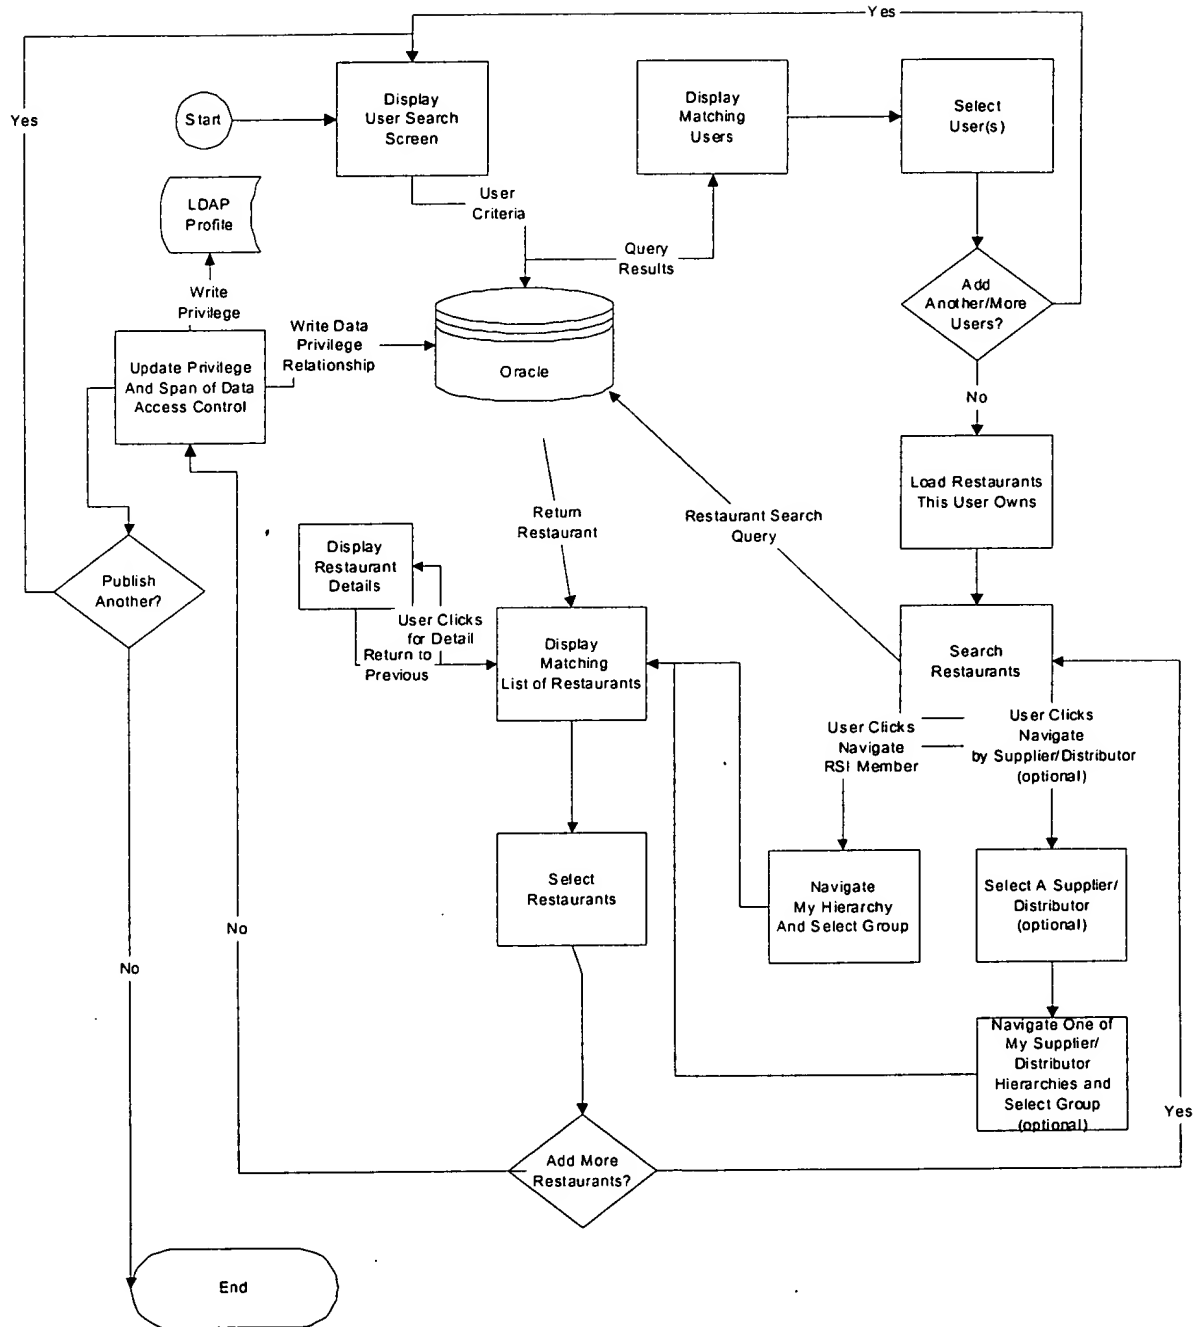 Yes
Yes
Start
Display
User Search
Screen
Display
Matching
Users
Select
User(s)
LDAP
Profile
User
Criteria
Query
Results
Add
Another/More
Users?
Write
Privilege
Write Data
Privilege
Relationship
Oracle
Update Privilege
And Span of Data
Access Control
No
Load Restaurants
This User Owns
Return
Restaurant
Restaurant Search
Query
Display
Restaurant
Details
Publish
Another?
User Clicks
for Detail
Return to
Previous
Display
Matching
List of Restaurants
Search
Restaurants
User Clicks
Navigate
RSI Member
User Clicks
Navigate
by Supplier/Distributor
(optional)
Select
Restaurants
Navigate
My Hierarchy
And Select Group
Select A Supplier/
Distributor
(optional)
No
No
Navigate One of
My Supplier/
Distributor
Hierarchies and
Select Group
(optional)
Yes
Add More
Restaurants?
End